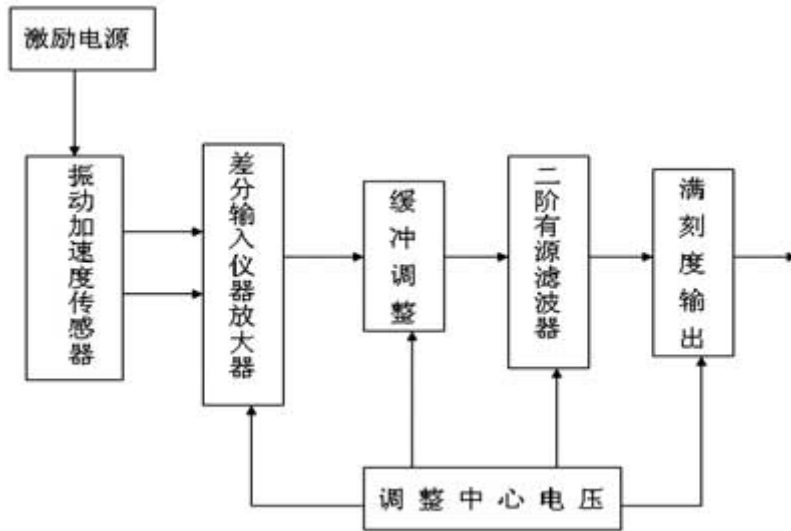 激励电源
振动加速度传感器
差分输入仪器放大器
缓冲调整
二阶有源滤波器
满刻度输出
调整中心电压